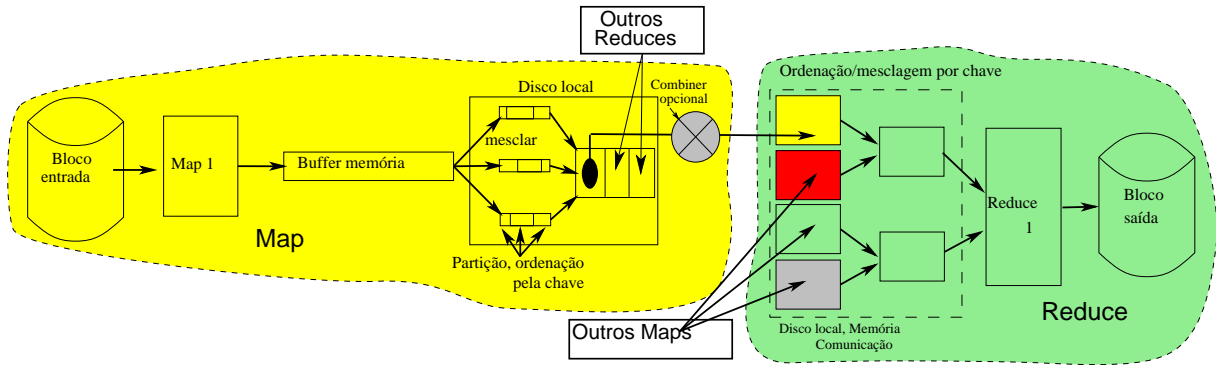 Outros
Reduces
Combiner
opcional
Disco local
Ordenação/mesclagem por chave
Bloco
entrada
Map 1
Buffer memória
mesclar
Map
Partição, ordenação
pela chave
Reduce
1
Bloco
saída
Outros Maps
Disco local, Memória
Comunicação
Reduce